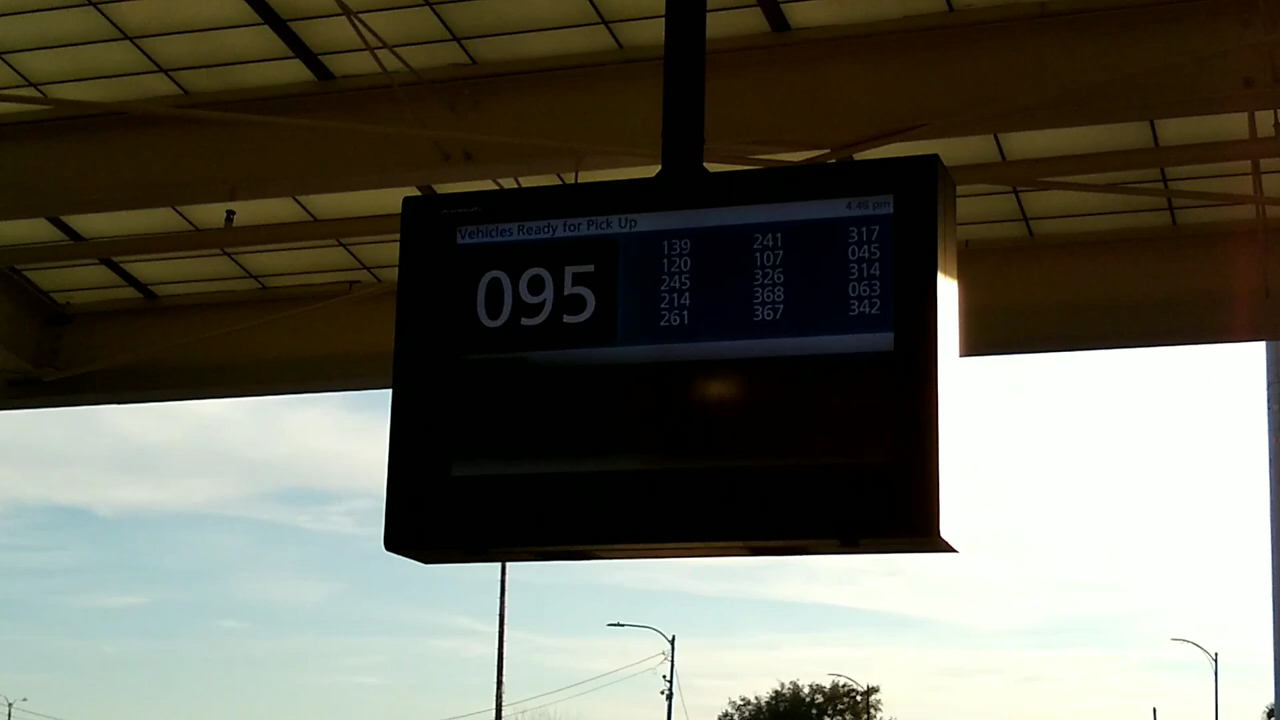 Vehicles Ready for Pick Up 4:46 pm
095
139 241 317
120 107 045
245 326 314
214 368 063
261 367 342